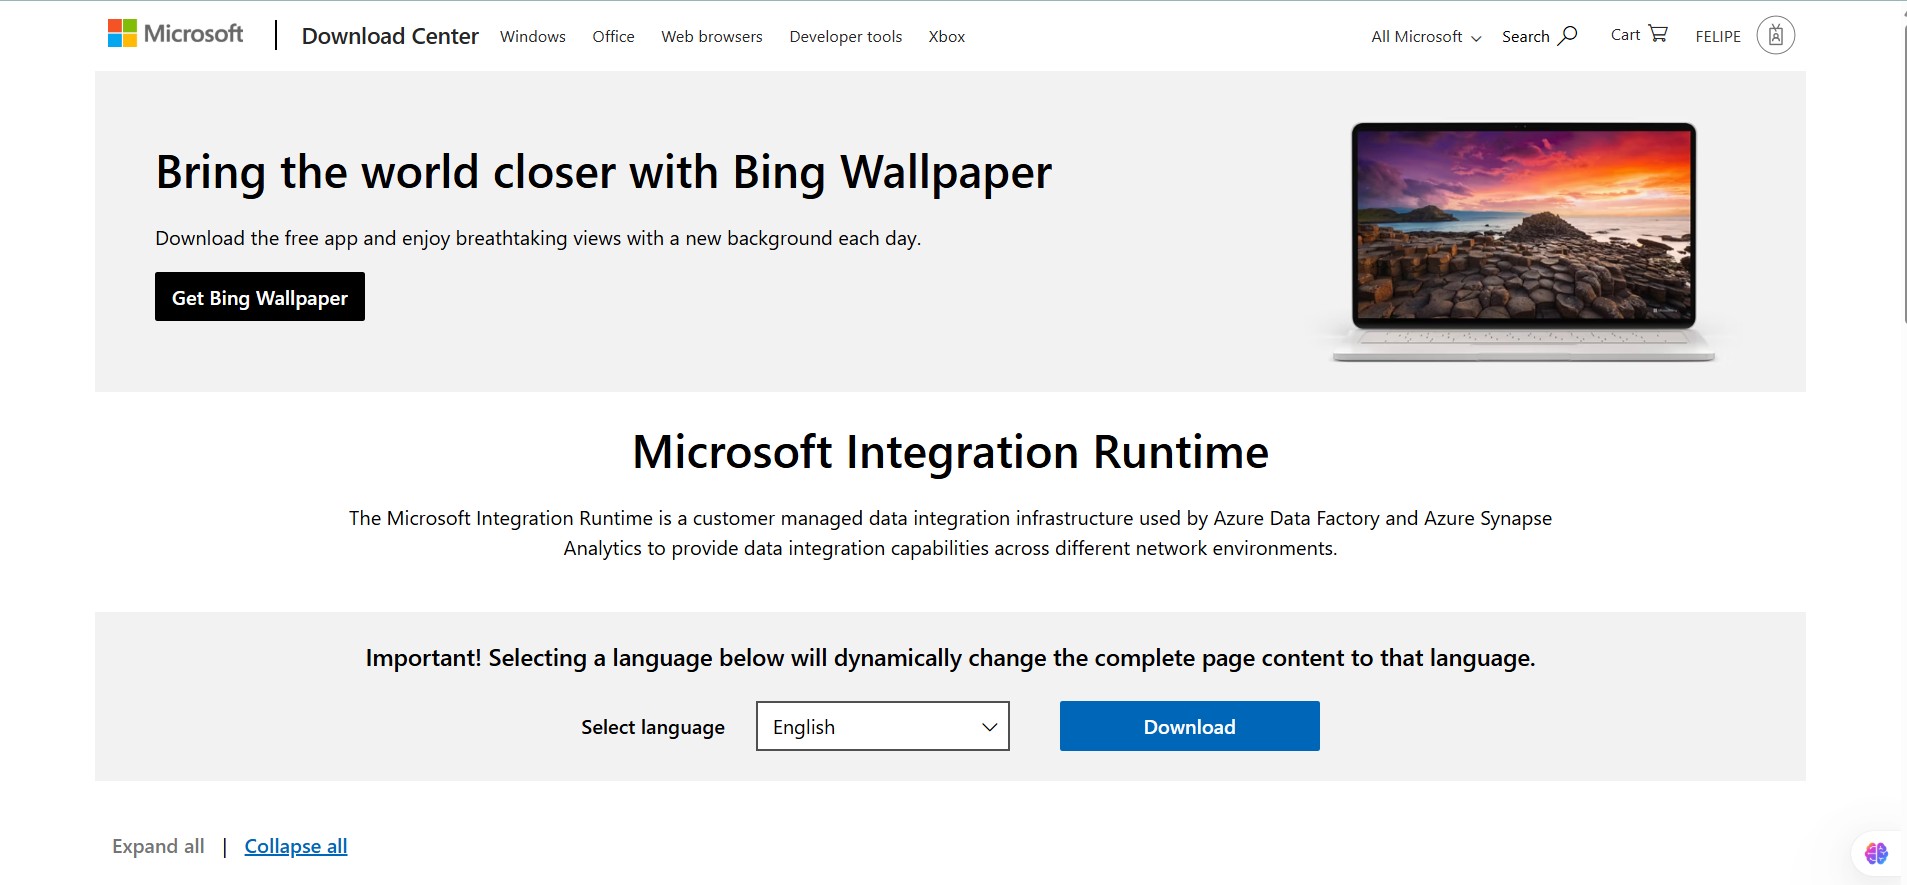 Microsoft
Download Center
Windows
Office
Web browsers
Developer tools
Xbox
All Microsoft
Search
Cart
FELIPE
Bring the world closer with Bing Wallpaper
Download the free app and enjoy breathtaking views with a new background each day.
Get Bing Wallpaper
Microsoft Integration Runtime
The Microsoft Integration Runtime is a customer managed data integration infrastructure used by Azure Data Factory and Azure Synapse
Analytics to provide data integration capabilities across different network environments.
Important! Selecting a language below will dynamically change the complete page content to that language.
Select language
English
Download
Expand all | Collapse all